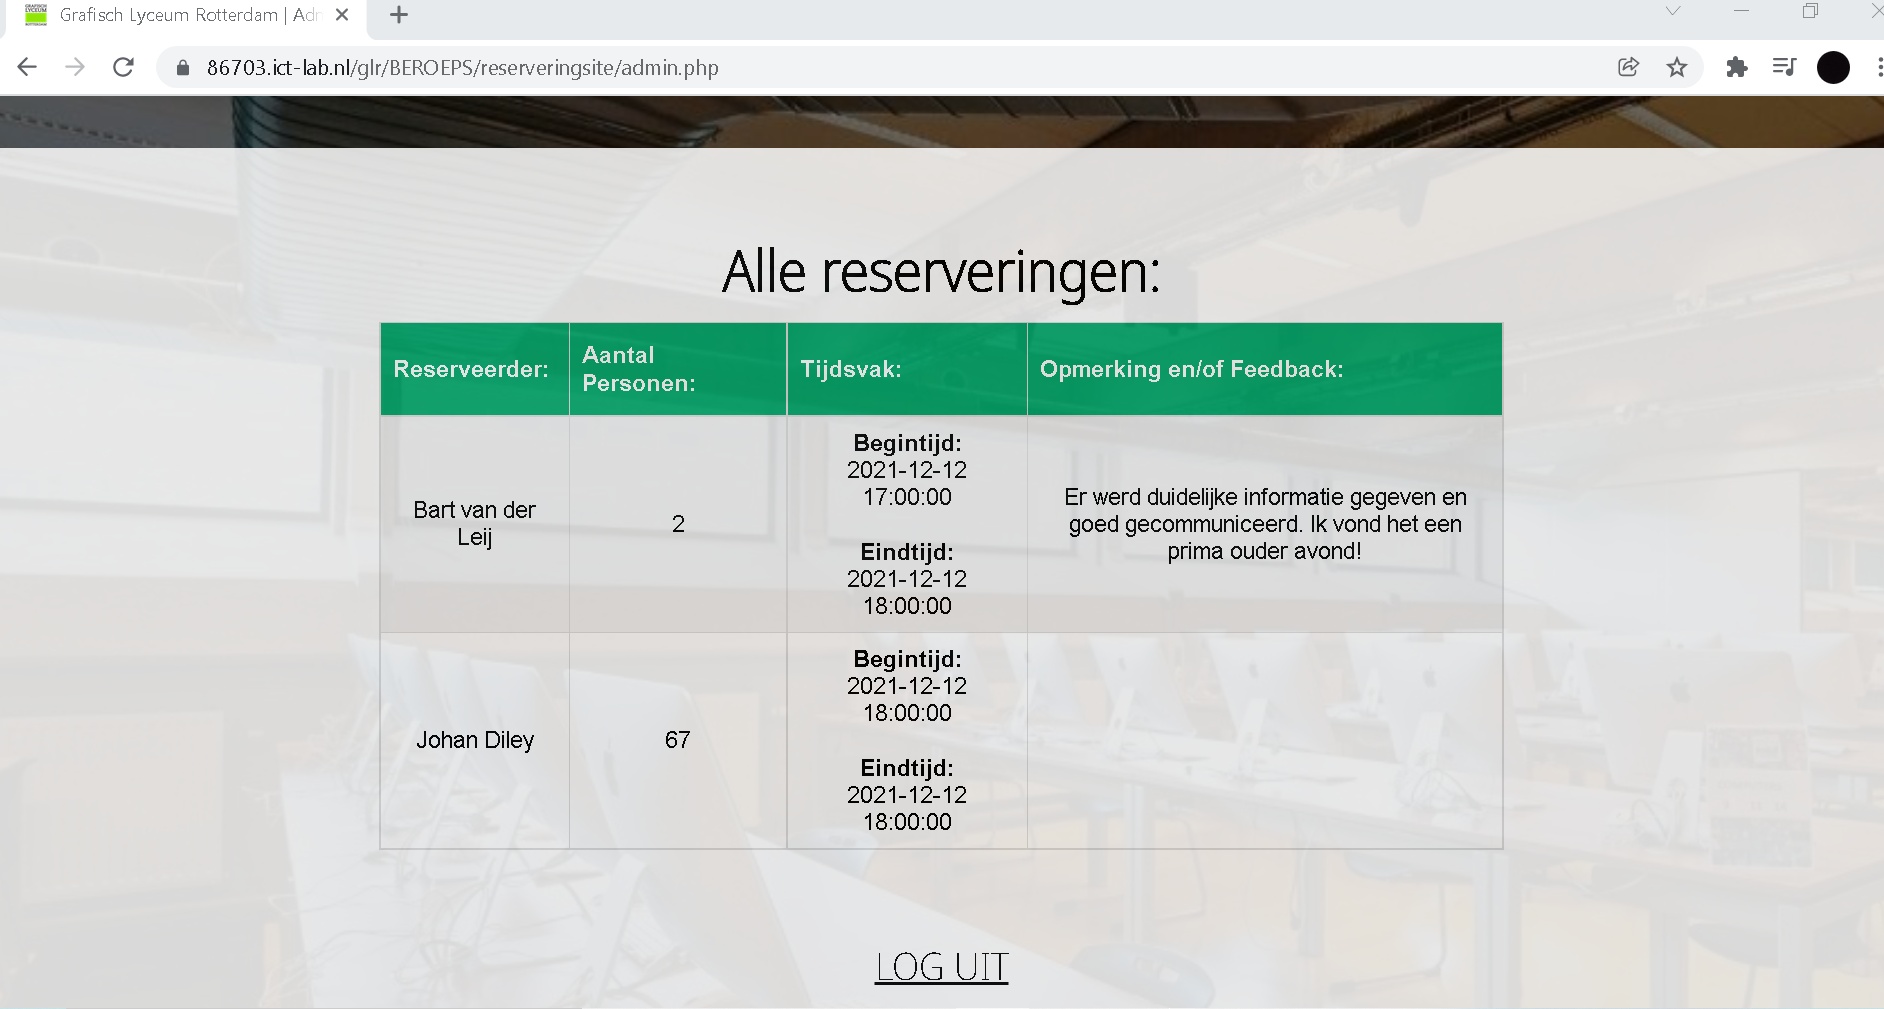 Grafisch Lyceum Rotterdam | Adn
86703.ict-lab.nl/glr/BEROEPS/reserveringsite/admin.php
Alle reserveringen:
Reserveerder:
Aantal
Personen:
Tijdsvak:
Opmerking en/of Feedback:
Bart van der
Leij
2
Begintijd:
2021-12-12
17:00:00
Eindtijd:
2021-12-12
18:00:00
Er werd duidelijke informatie gegeven en
goed gecommuniceerd. Ik vond het een
prima ouder avond!
Johan Diley
67
Begintijd:
2021-12-12
18:00:00
Eindtijd:
2021-12-12
18:00:00
LOG UIT